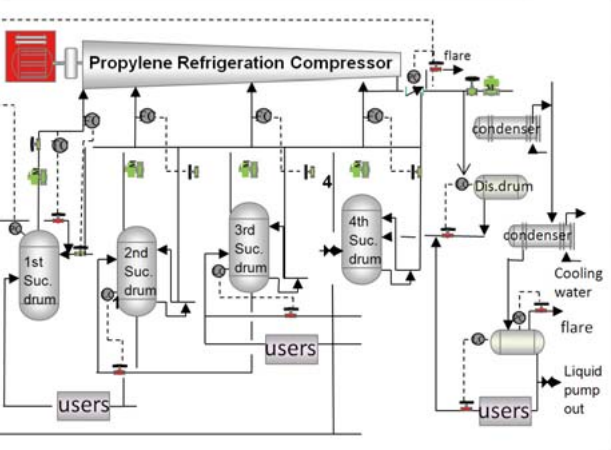 Propylene Refrigeration Compressor
flare
condenser
Dis.drum
4
1st
Suc.
drum
2nd
Suc.
drum
1
3rd
Suc.
drum
4th
Suc.
drum
condenser
Cooling
water
flare
users
users
users
Liquid
pump
out